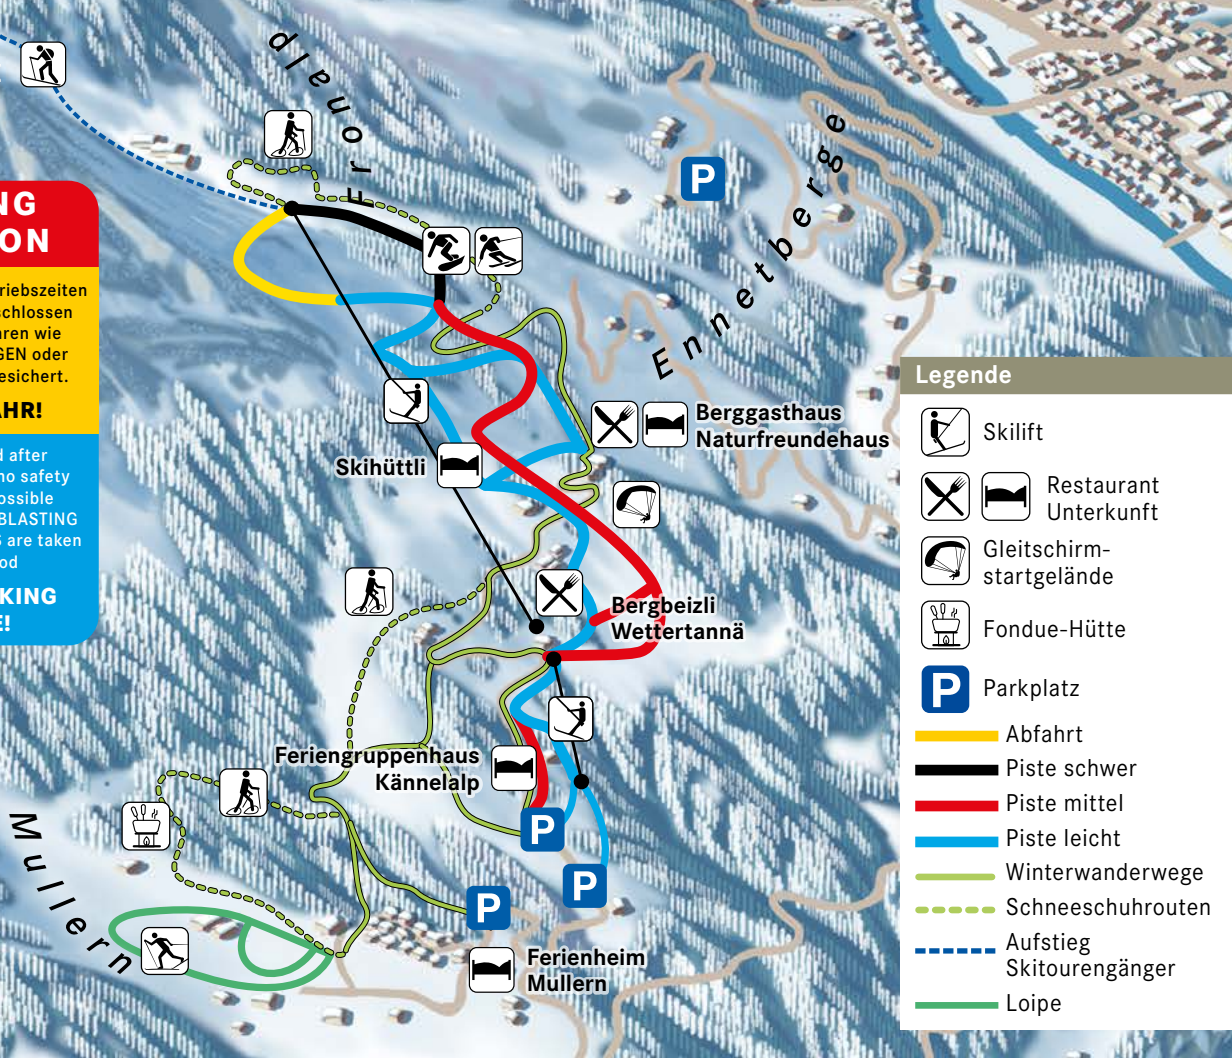 Fronalp
NG
ON
riebszeiten
schlossen
hren wie
GEN oder
esichert.
AHR!
d after
no safety
ossible
BLASTING
S are taken
od
KING
E!
P
Ennetberge
Berggasthaus
Naturfreundehaus
Skihüttli
Bergbeizli
Wettertannä
Feriengruppenhaus
Kännelalp
Mullern
P
P
P
Ferienheim
Mullern
Legende
Skilift
Restaurant
Unterkunft
Gleitschirm-
startgelände
Fondue-Hütte
P Parkplatz
Abfahrt
Piste schwer
Piste mittel
Piste leicht
Winterwanderwege
Schneeschuhrouten
Aufstieg
Skitourengänger
Loipe